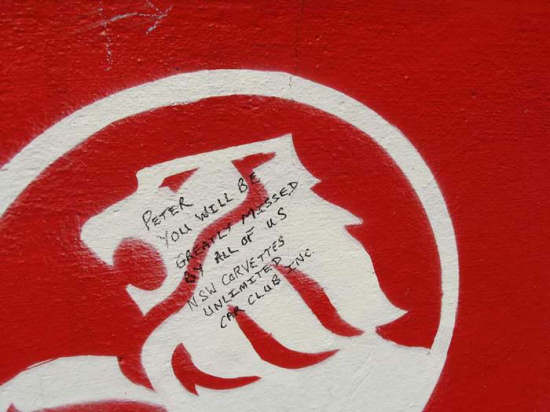 PETER
YOU WILL BE
GREATLY MISSED
BY ALL OF US
NSW CORVETTES
UNLIMITED
CAR CLUB INC.